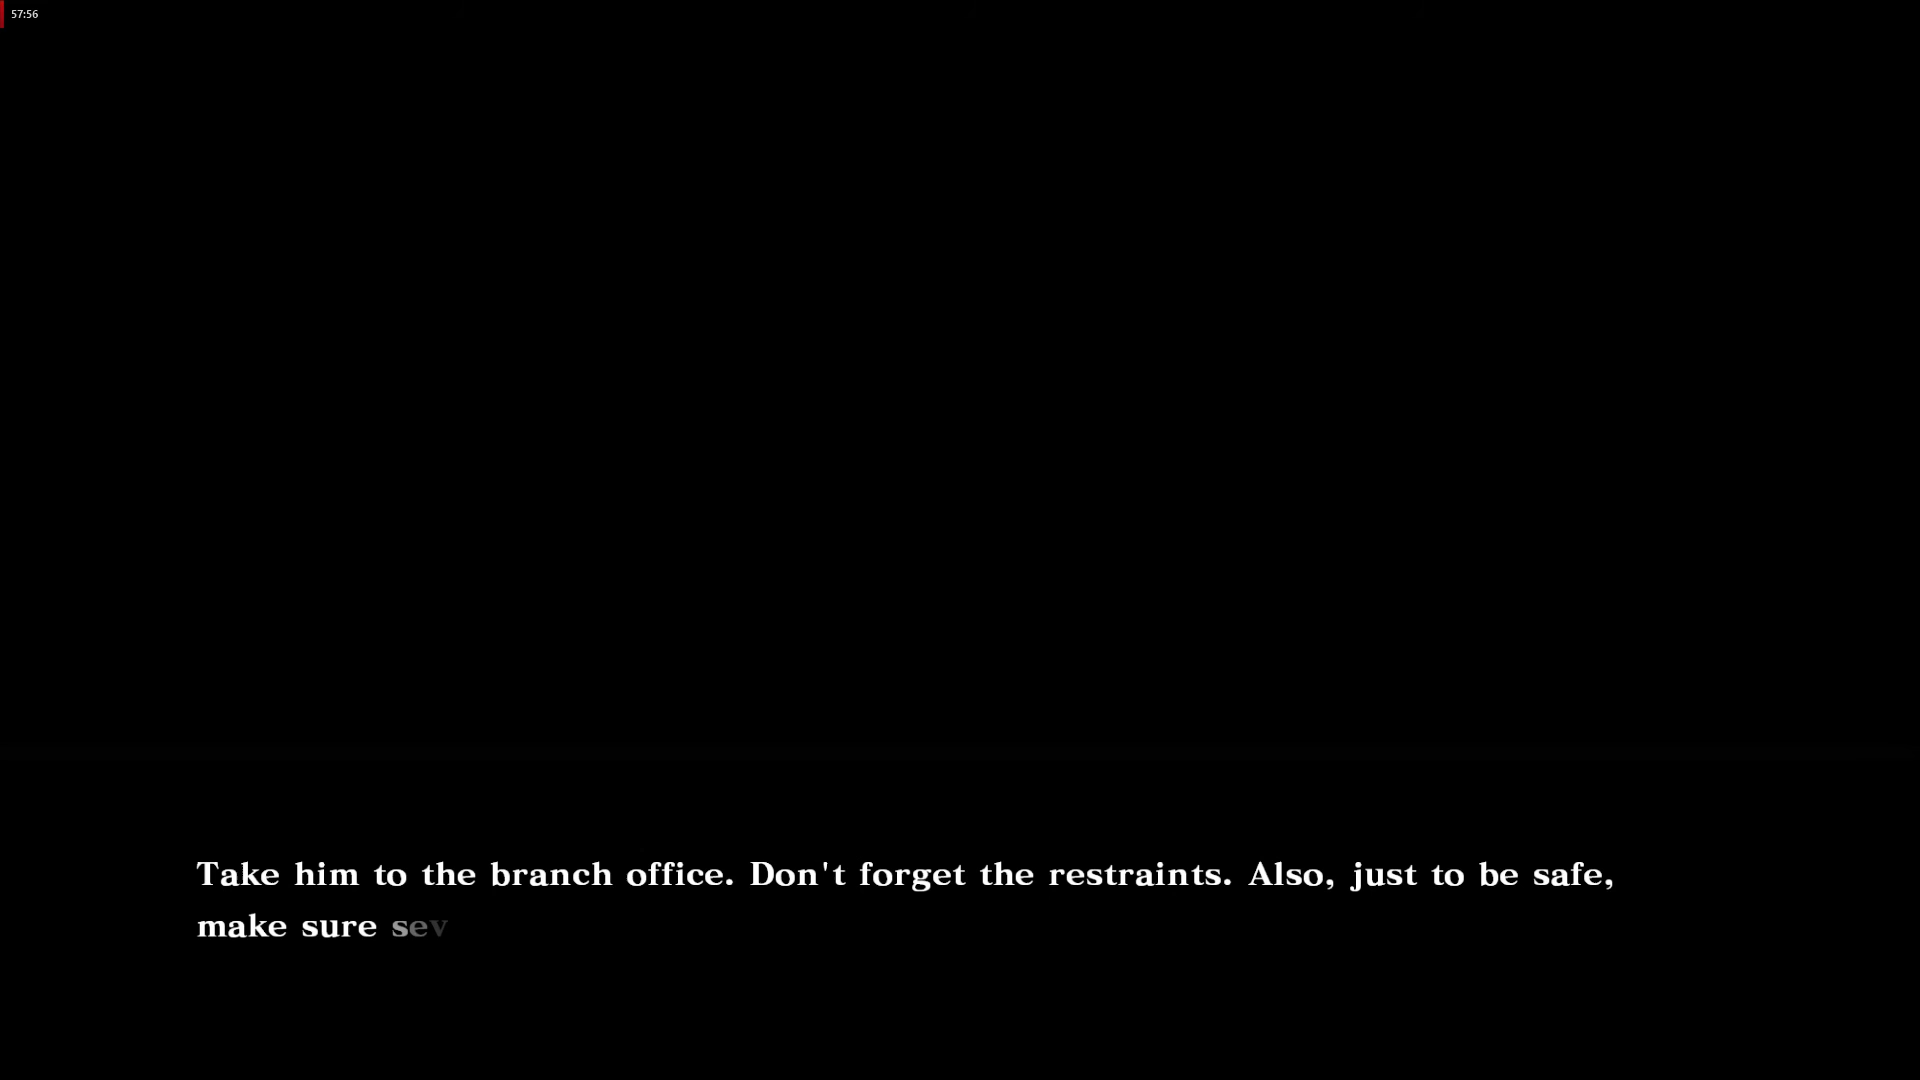 57:56
Take him to the branch office. Don't forget the restraints. Also, just to be safe,
make sure sev